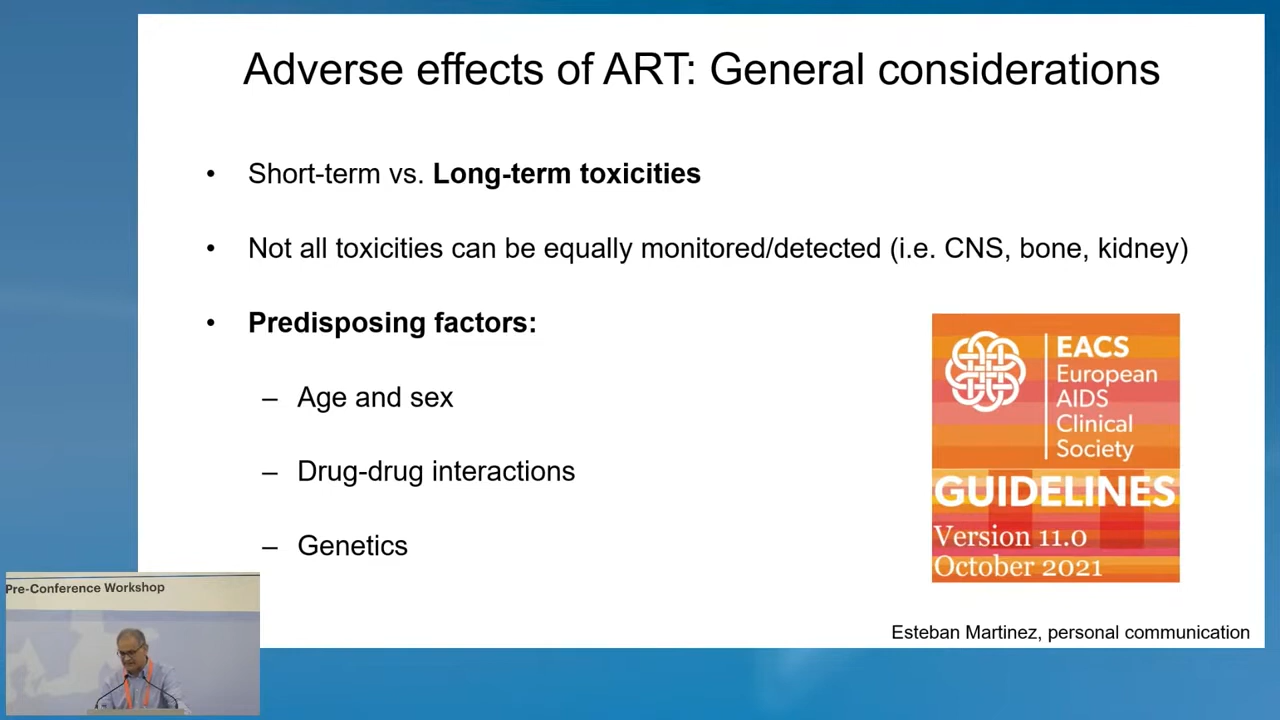 Adverse effects of ART: General considerations
• Short-term vs. Long-term toxicities
• Not all toxicities can be equally monitored/detected (i.e. CNS, bone, kidney)
• Predisposing factors:
– Age and sex
– Drug-drug interactions
– Genetics
EACS
European
AIDS
Clinical
Society
GUIDELINES
Version 11.0
October 2021
Esteban Martinez, personal communication
Pre-Conference Workshop